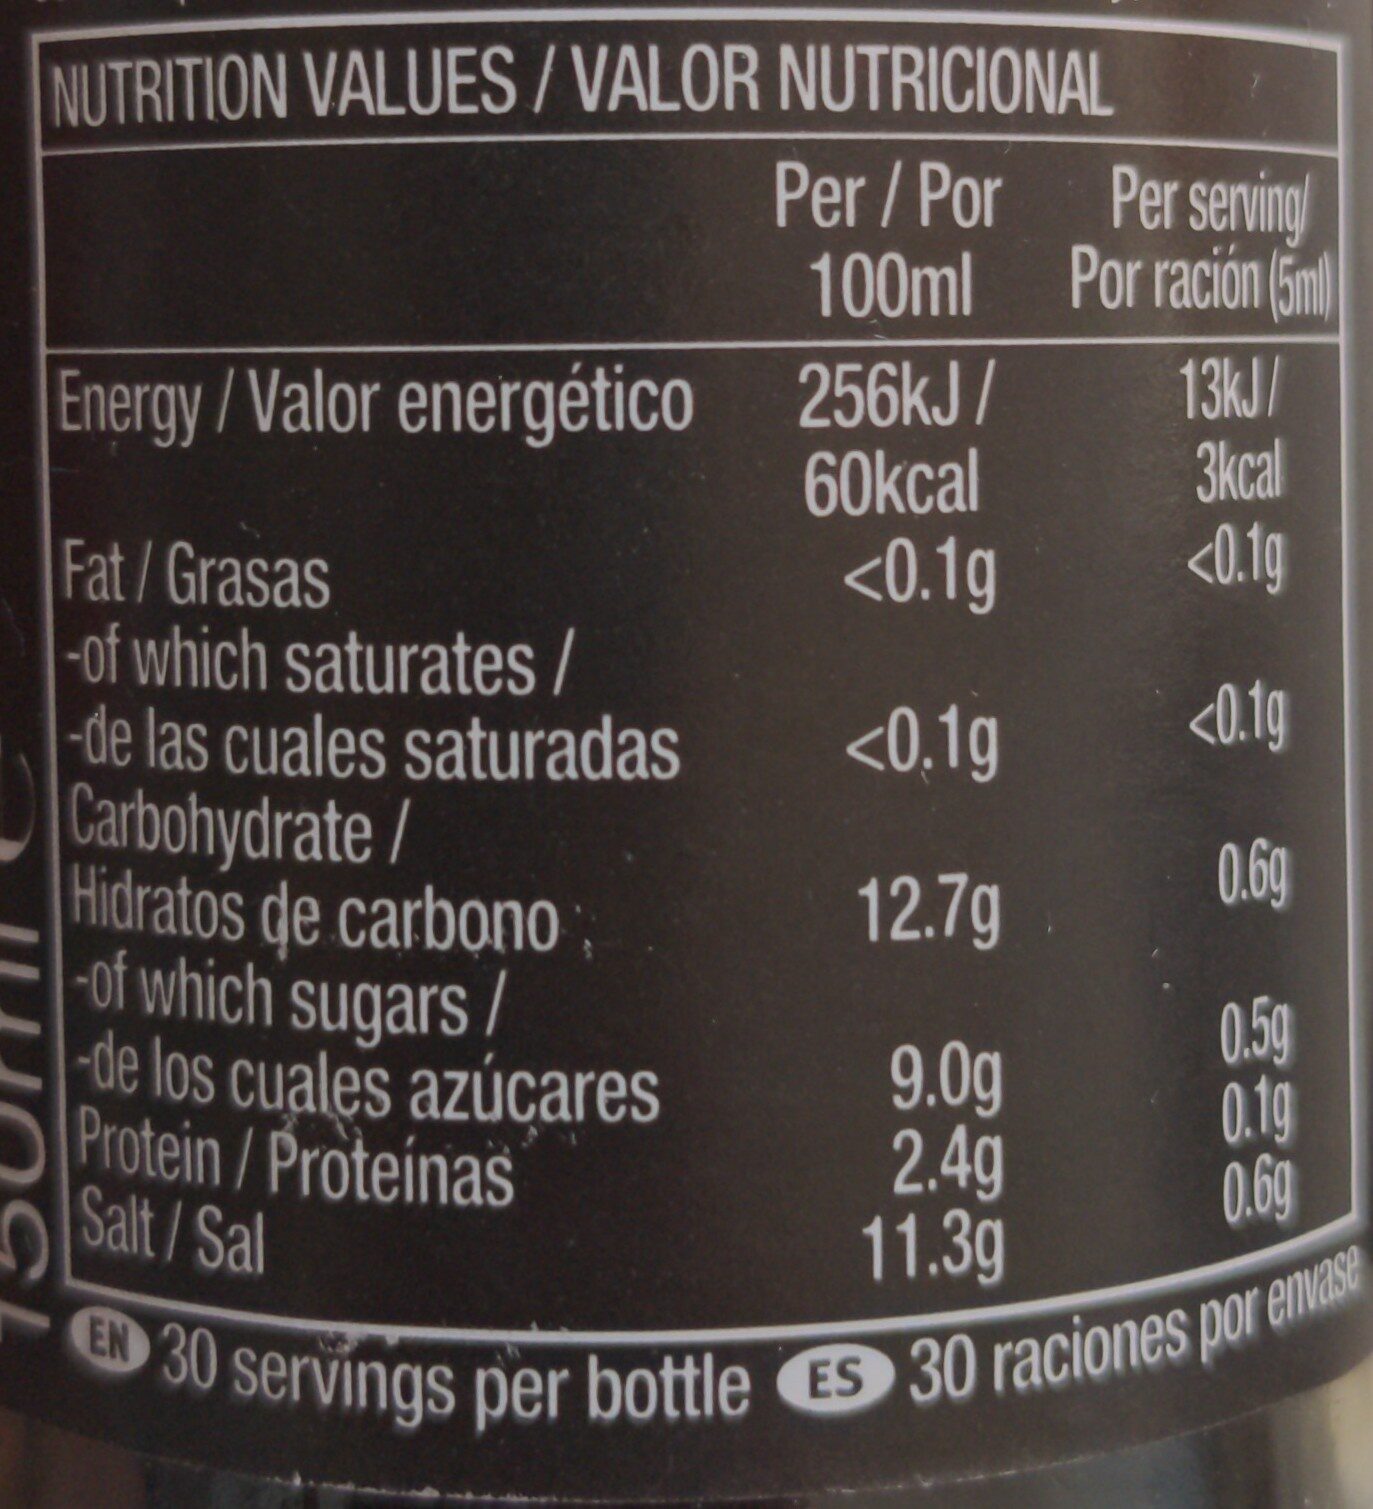 NUTRITION VALUES / VALOR NUTRICIONAL
Per / Por Per serving/
100ml Por ración (5ml)
Energy / Valor energético 256kJ / 13kJ /
60kcal 3kcal
Fat / Grasas <0.1g <0.1g
-of which saturates /
-de las cuales saturadas <0.1g <0.1g
Carbohydrate /
Hidratos de carbono 12.7g 0.6g
-of which sugars /
-de los cuales azúcares 9.0g 0.5g
Protein / Proteínas 2.4g 0.1g
Salt / Sal 11.3g 0.6g
EN 30 servings per bottle ES 30 raciones por envase
150ml e